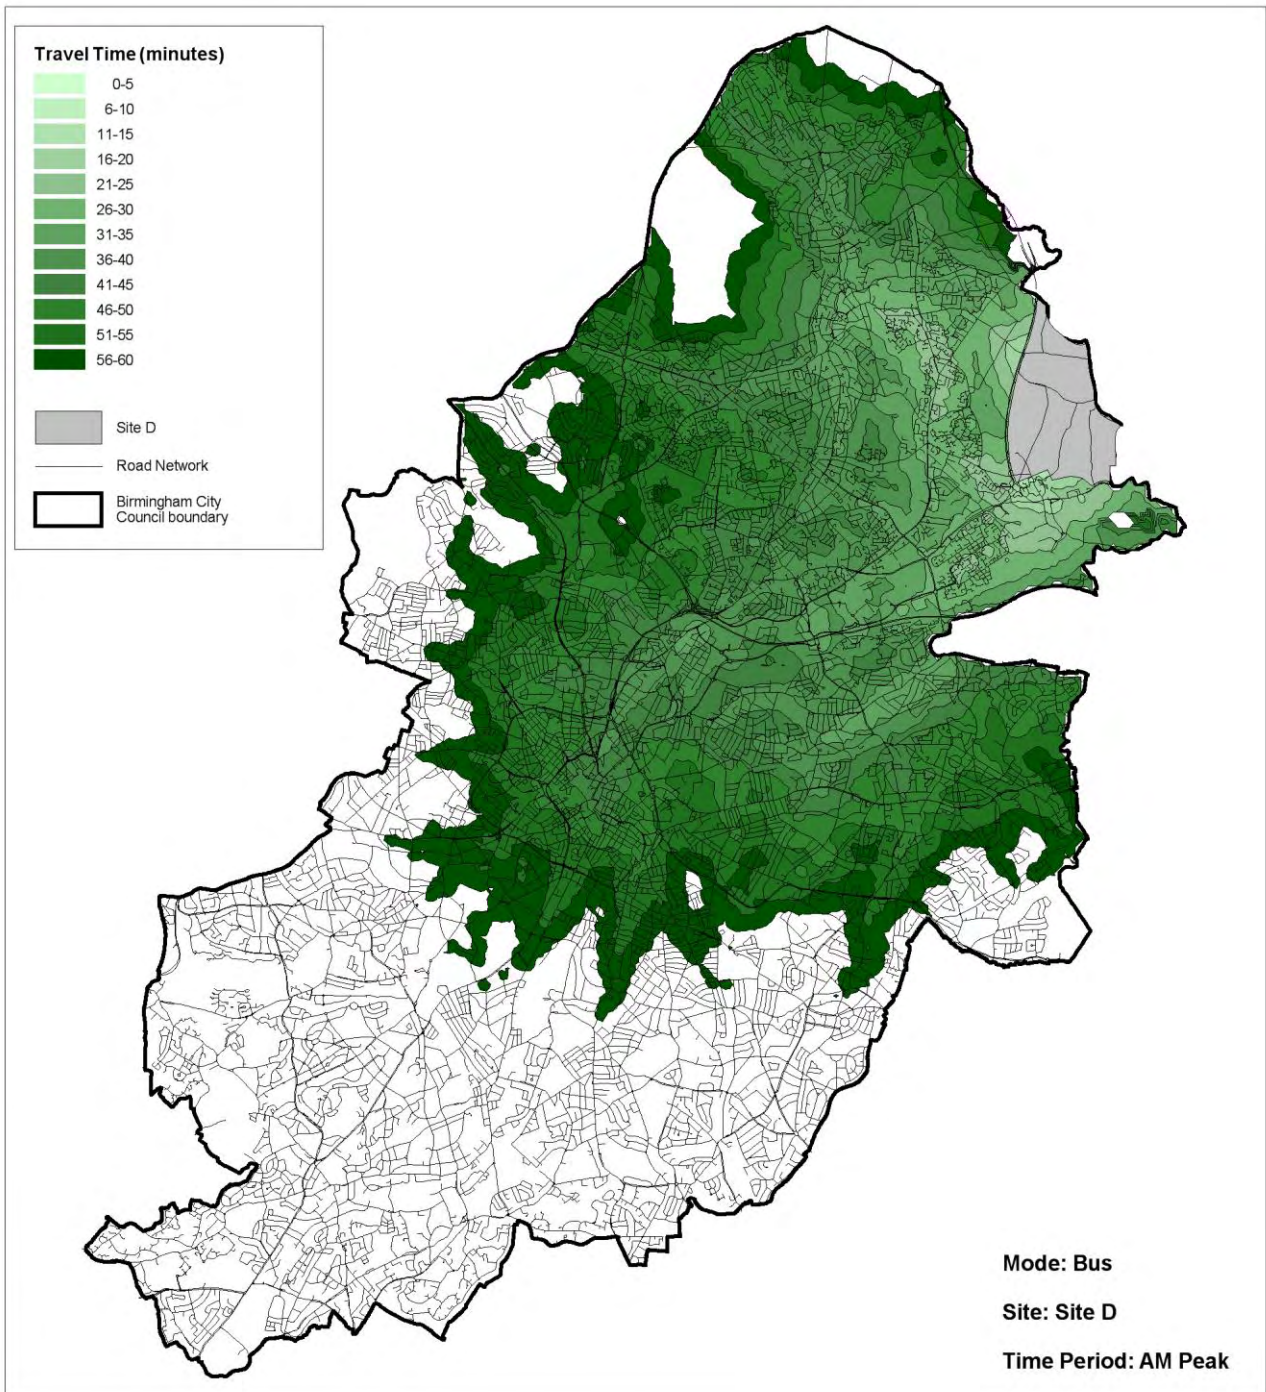 Travel Time (minutes)
0-5
6-10
11-15
16-20
21-25
26-30
31-35
36-40
41-45
46-50
51-55
56-60
Site D
Road Network
Birmingham City
Council boundary
Mode: Bus
Site: Site D
Time Period: AM Peak